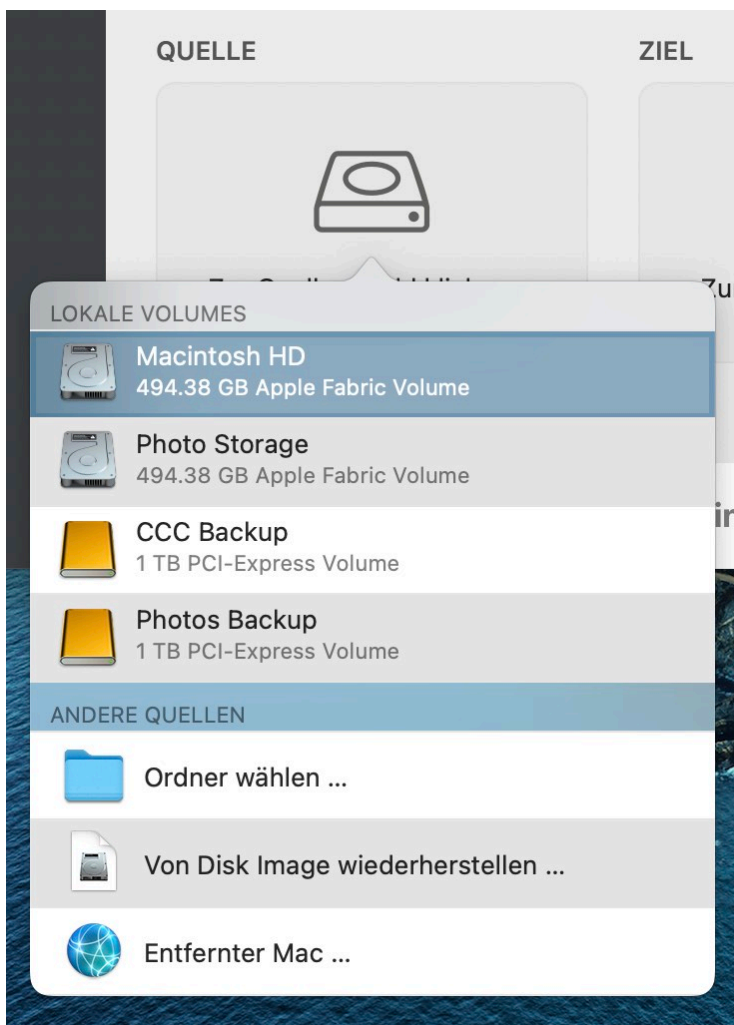 QUELLE
ZIEL
Zu
LOKALE VOLUMES
Macintosh HD
494.38 GB Apple Fabric Volume
Photo Storage
494.38 GB Apple Fabric Volume
CCC Backup
1 TB PCI-Express Volume
Photos Backup
1 TB PCI-Express Volume
ANDERE QUELLEN
Ordner wählen ...
Von Disk Image wiederherstellen ...
Entfernter Mac ...